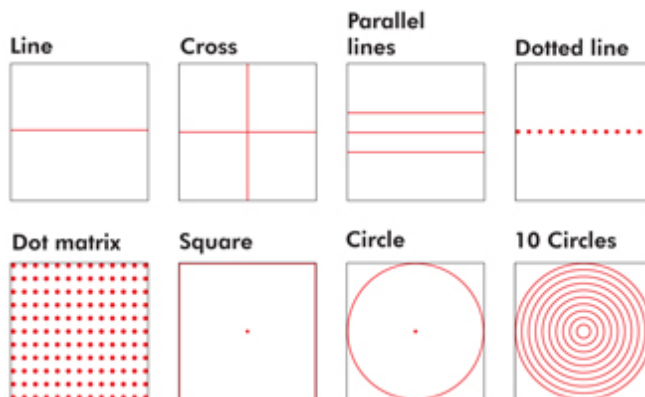 Line
Cross
Parallel
lines
Dotted line
Dot matrix
Square
Circle
10 Circles